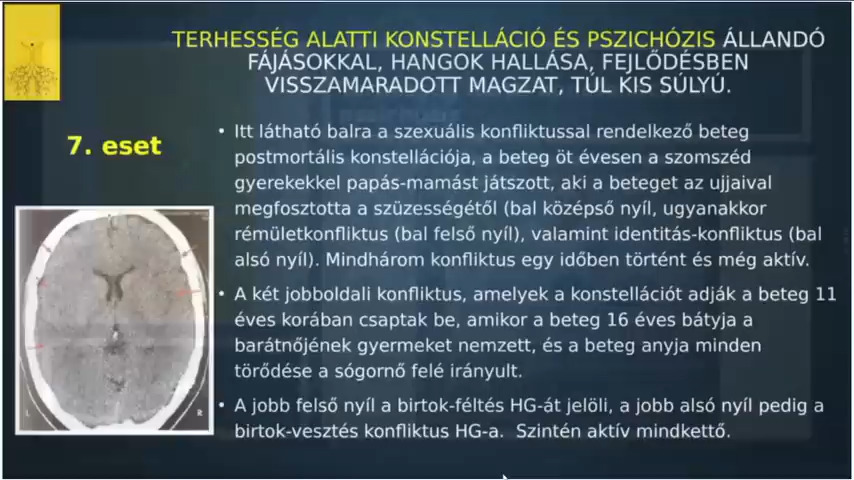 TERHESSÉG ALATTI KONSTELLÁCIÓ ÉS PSZICHÓZIS ÁLLANDÓ
FÁJÁSOKKAL, HANGOK HALLÁSA, FEJLŐDÉSBEN
VISSZAMARADOTT MAGZAT, TÚL KIS SÚLYÚ.
7. eset
• Itt látható balra a szexuális konfliktussal rendelkező beteg
postmortális konstellációja, a beteg öt évesen a szomszéd
gyerekekkel papás-mamást játszott, aki a beteget az ujjaival
megfosztotta a szüzességétől (bal középső nyíl, ugyanakkor
rémületkonfliktus (bal felső nyíl), valamint identitás-konfliktus (bal
alsó nyíl). Mindhárom konfliktus egy időben történt és még aktív.
• A két jobboldali konfliktus, amelyek a konstellációt adják a beteg 11
éves korában csaptak be, amikor a beteg 16 éves bátyja a
barátnőjének gyermeket nemzett, és a beteg anyja minden
törődése a sógornő felé irányult.
• A jobb felső nyíl a birtok-féltés HG-át jelöli, a jobb alsó nyíl pedig a
birtok-vesztés konfliktus HG-a. Szintén aktív mindkettő.
L
R